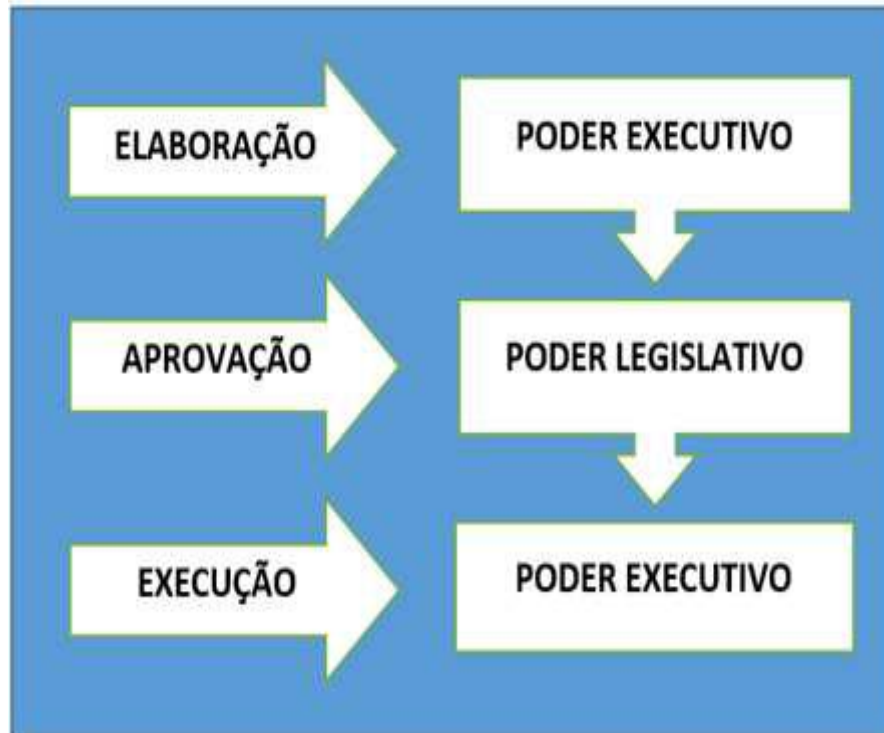 ELABORAÇÃO
PODER EXECUTIVO
APROVAÇÃO
PODER LEGISLATIVO
EXECUÇÃO
PODER EXECUTIVO